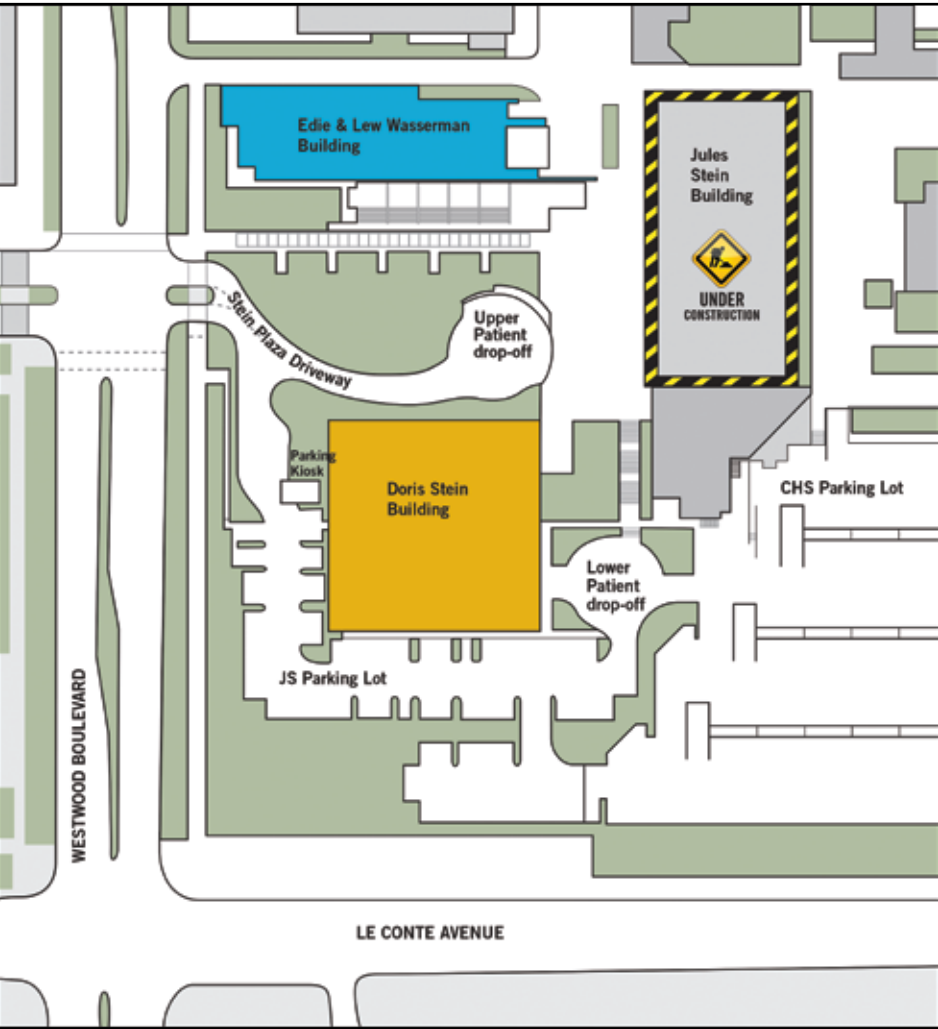 Edie & Lew Wasserman
Building
Jules
Stein
Building
UNDER
CONSTRUCTION
Stein Plaza Driveway
Upper
Patient
drop-off
Parking
Kiosk
Doris Stein
Building
CHS Parking Lot
Lower
Patient
drop-off
JS Parking Lot
WESTWOOD BOULEVARD
LE CONTE AVENUE